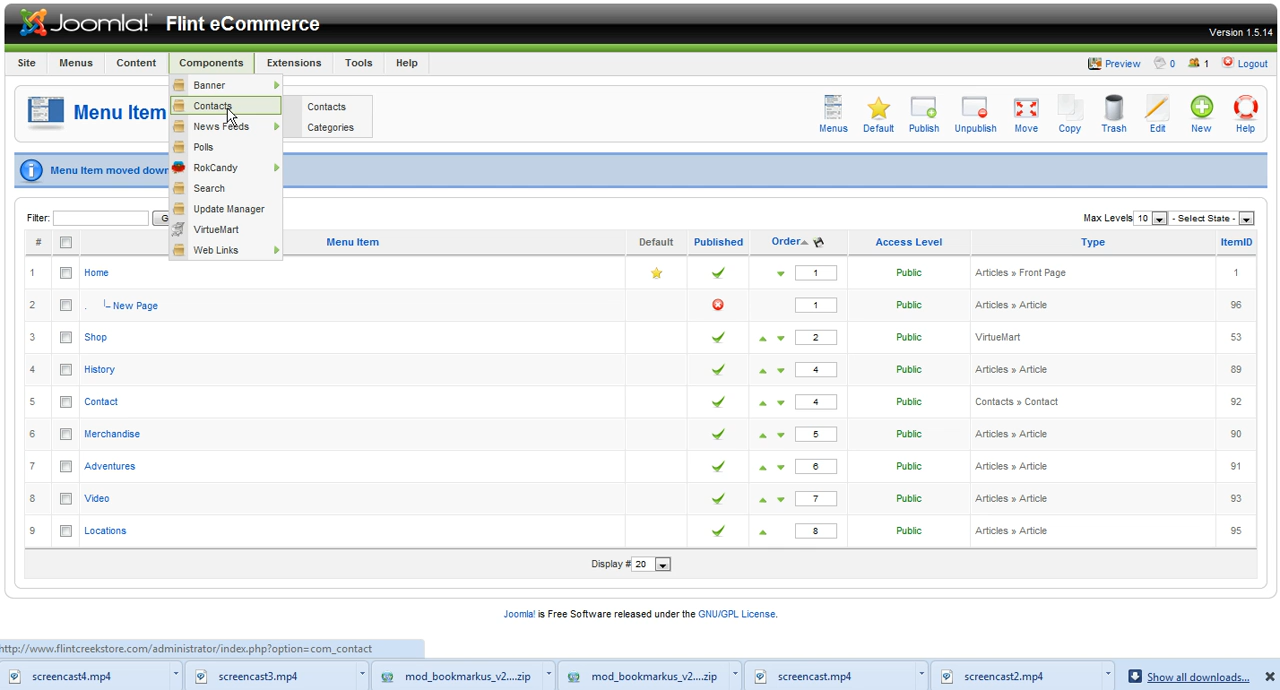 Joomla!® Flint eCommerce
Version 1.5.14
Site Menus Content Components Extensions Tools Help
Preview 0 1 Logout
Menu Item
Banner
Contacts
News Feeds
Polls
RokCandy
Search
Update Manager
VirtueMart
Web Links
Contacts
Categories
Menus Default Publish Unpublish Move Copy Trash Edit New Help
Menu Item moved down
Filter: G
Max Levels 10 - Select State -
# Menu Item Default Published Order Access Level Type ItemID
1 Home 1 Public Articles » Front Page 1
2 . New Page 1 Public Articles » Article 96
3 Shop 2 Public VirtueMart 53
4 History 4 Public Articles » Article 89
5 Contact 4 Public Contacts » Contact 92
6 Merchandise 5 Public Articles » Article 90
7 Adventures 6 Public Articles » Article 91
8 Video 7 Public Articles » Article 93
9 Locations 8 Public Articles » Article 95
Display # 20
Joomla! is Free Software released under the GNU/GPL License.
http://www.flintcreekstore.com/administrator/index.php?option=com_contact
screencast4.mp4 screencast3.mp4 mod_bookmarkus_v2....zip mod_bookmarkus_v2....zip screencast.mp4 screencast2.mp4 Show all downloads...